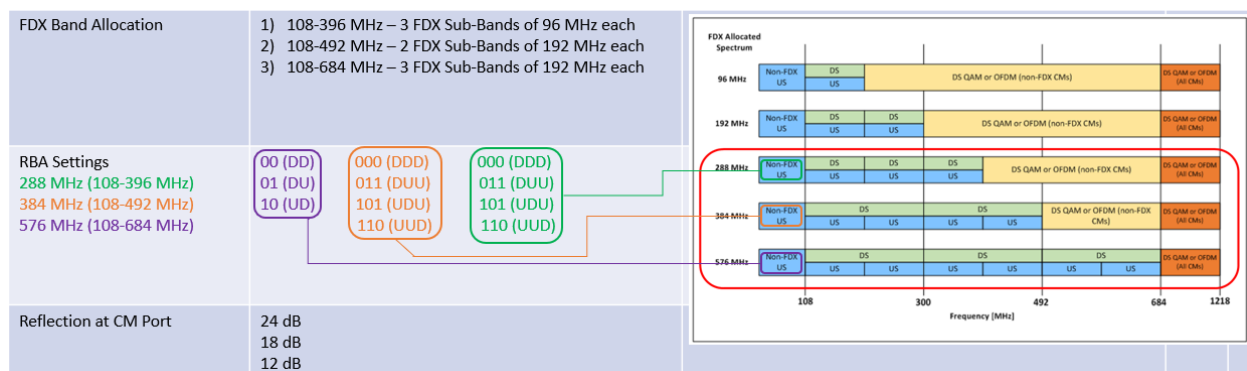 FDX Band Allocation
1) 108-396 MHz – 3 FDX Sub-Bands of 96 MHz each
2) 108-492 MHz – 2 FDX Sub-Bands of 192 MHz each
3) 108-684 MHz – 3 FDX Sub-Bands of 192 MHz each
RBA Settings
288 MHz (108-396 MHz)
384 MHz (108-492 MHz)
576 MHz (108-684 MHz)
00 (DD)
01 (DU)
10 (UD)
000 (DDD)
011 (DUU)
101 (UDU)
110 (UUD)
000 (DDD)
011 (DUU)
101 (UDU)
110 (UUD)
Reflection at CM Port
24 dB
18 dB
12 dB
FDX Allocated
Spectrum
96 MHz
Non-FDX
US
DS
US
DS QAM or OFDM (non-FDX CMs)
DS QAM or OFDM
(All CMs)
192 MHz
Non-FDX
US
DS
DS
US
US
DS QAM or OFDM (non-FDX CMs)
DS QAM or OFDM
(All CMs)
288 MHz
Non-FDX
US
DS
DS
DS
US
US
US
DS QAM or OFDM (non-FDX CMs)
DS QAM or OFDM
(All CMs)
384 MHz
Non-FDX
US
DS
DS
US
US
US
US
DS QAM or OFDM (non-FDX
CMs)
DS QAM or OFDM
(All CMs)
576 MHz
Non-FDX
US
DS
DS
DS
US
US
US
US
US
US
DS QAM or OFDM
(All CMs)
108
300
492
684
1218
Frequency [MHz]